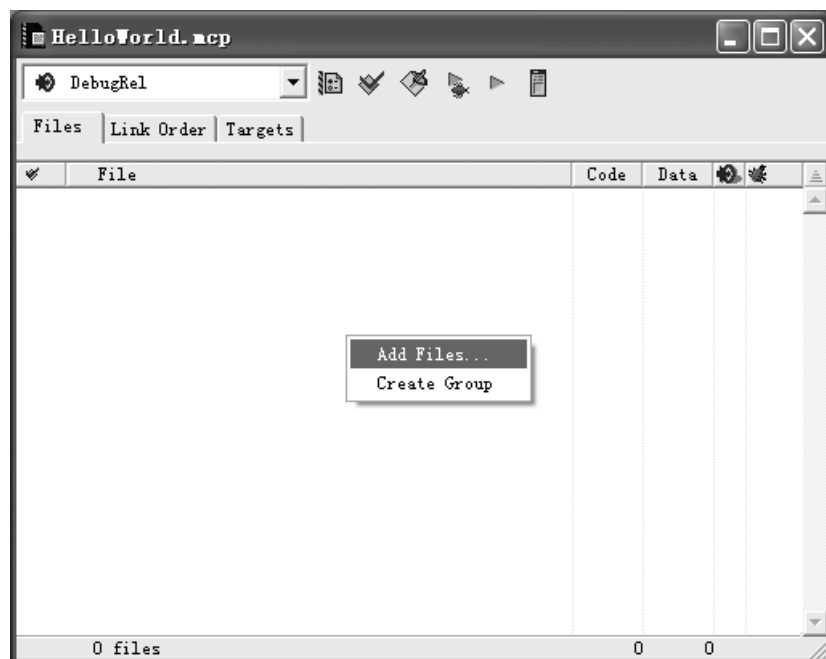 HelloWorld.mcp
DebugRel
Files Link Order Targets
File Code Data
Add Files...
Create Group
0 files 0 0